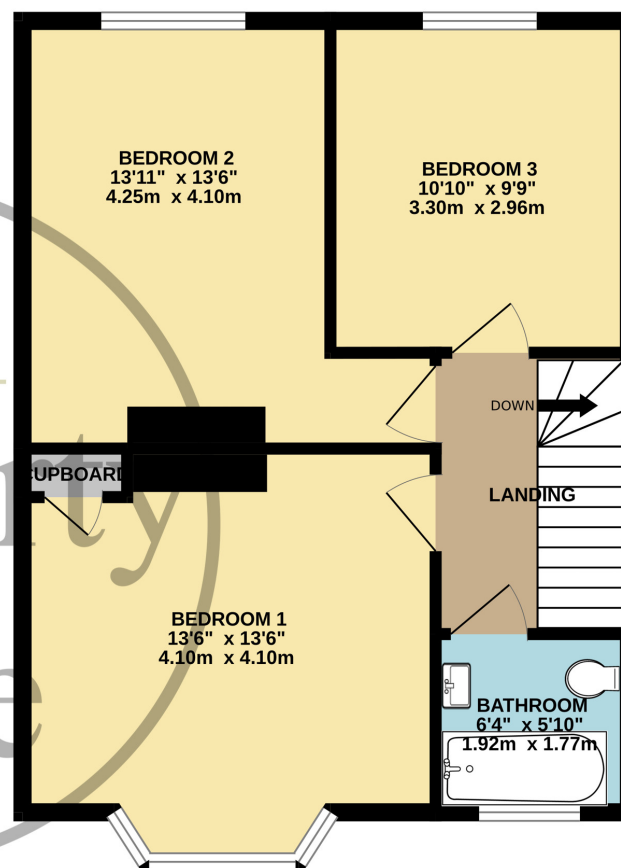 BEDROOM 2
13'11" x 13'6"
4.25m x 4.10m
BEDROOM 3
10'10" x 9'9"
3.30m x 2.96m
DOWN
CUPBOARD
LANDING
BEDROOM 1
13'6" x 13'6"
4.10m x 4.10m
BATHROOM
6'4" x 5'10"
1.92m x 1.77m